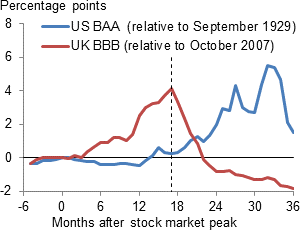 Percentage points
8
US BAA (relative to September 1929)
UK BBB (relative to October 2007)
6
4
2
0
-2
-6 0 6 12 18 24 30 36
Months after stock market peak